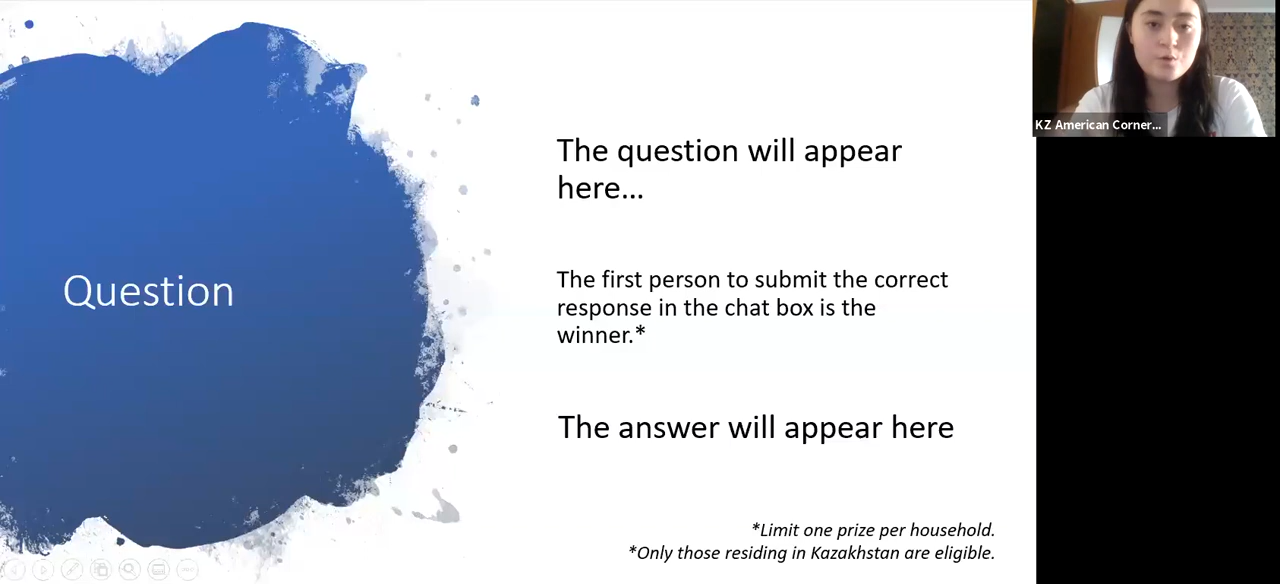 Question
The question will appear
here...
The first person to submit the correct
response in the chat box is the
winner.*
The answer will appear here
*Limit one prize per household.
*Only those residing in Kazakhstan are eligible.
KZ American Corner...